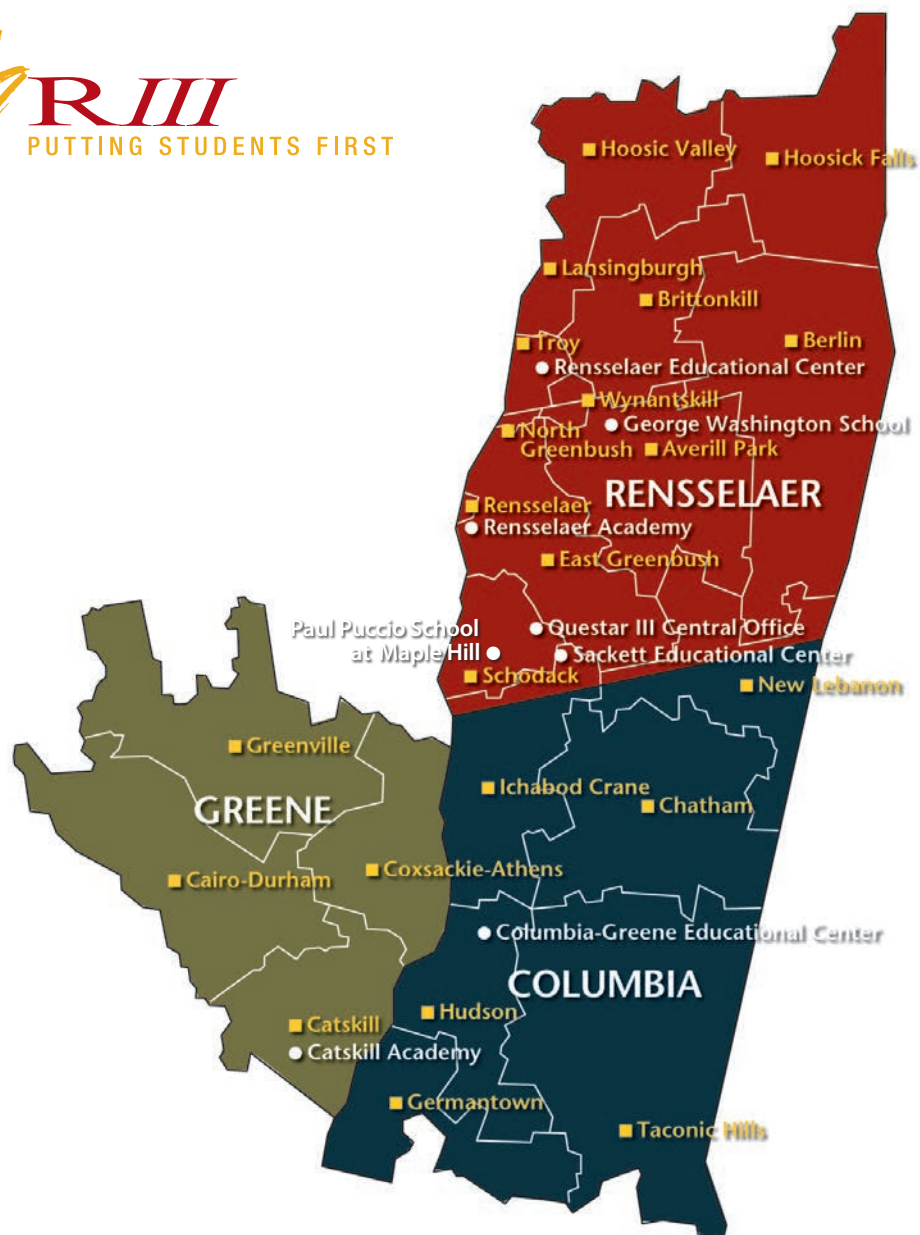 R III
PUTTING STUDENTS FIRST
Hoosic Valley
Hoosick Falls
Lansingburgh
Brittonkill
Troy
Berlin
Rensselaer Educational Center
Wynantskill
George Washington School
North
Greenbush
Averill Park
RENSSELAER
Rensselaer
Rensselaer Academy
East Greenbush
Paul Puccio School
at Maple Hill
Questar III Central Office
Sackett Educational Center
Schodack
New Lebanon
Greenville
Ichabod Crane
Chatham
GREENE
Cairo-Durham
Coxsackie-Athens
Columbia-Greene Educational Center
COLUMBIA
Hudson
Catskill
Catskill Academy
Germantown
Taconic Hills